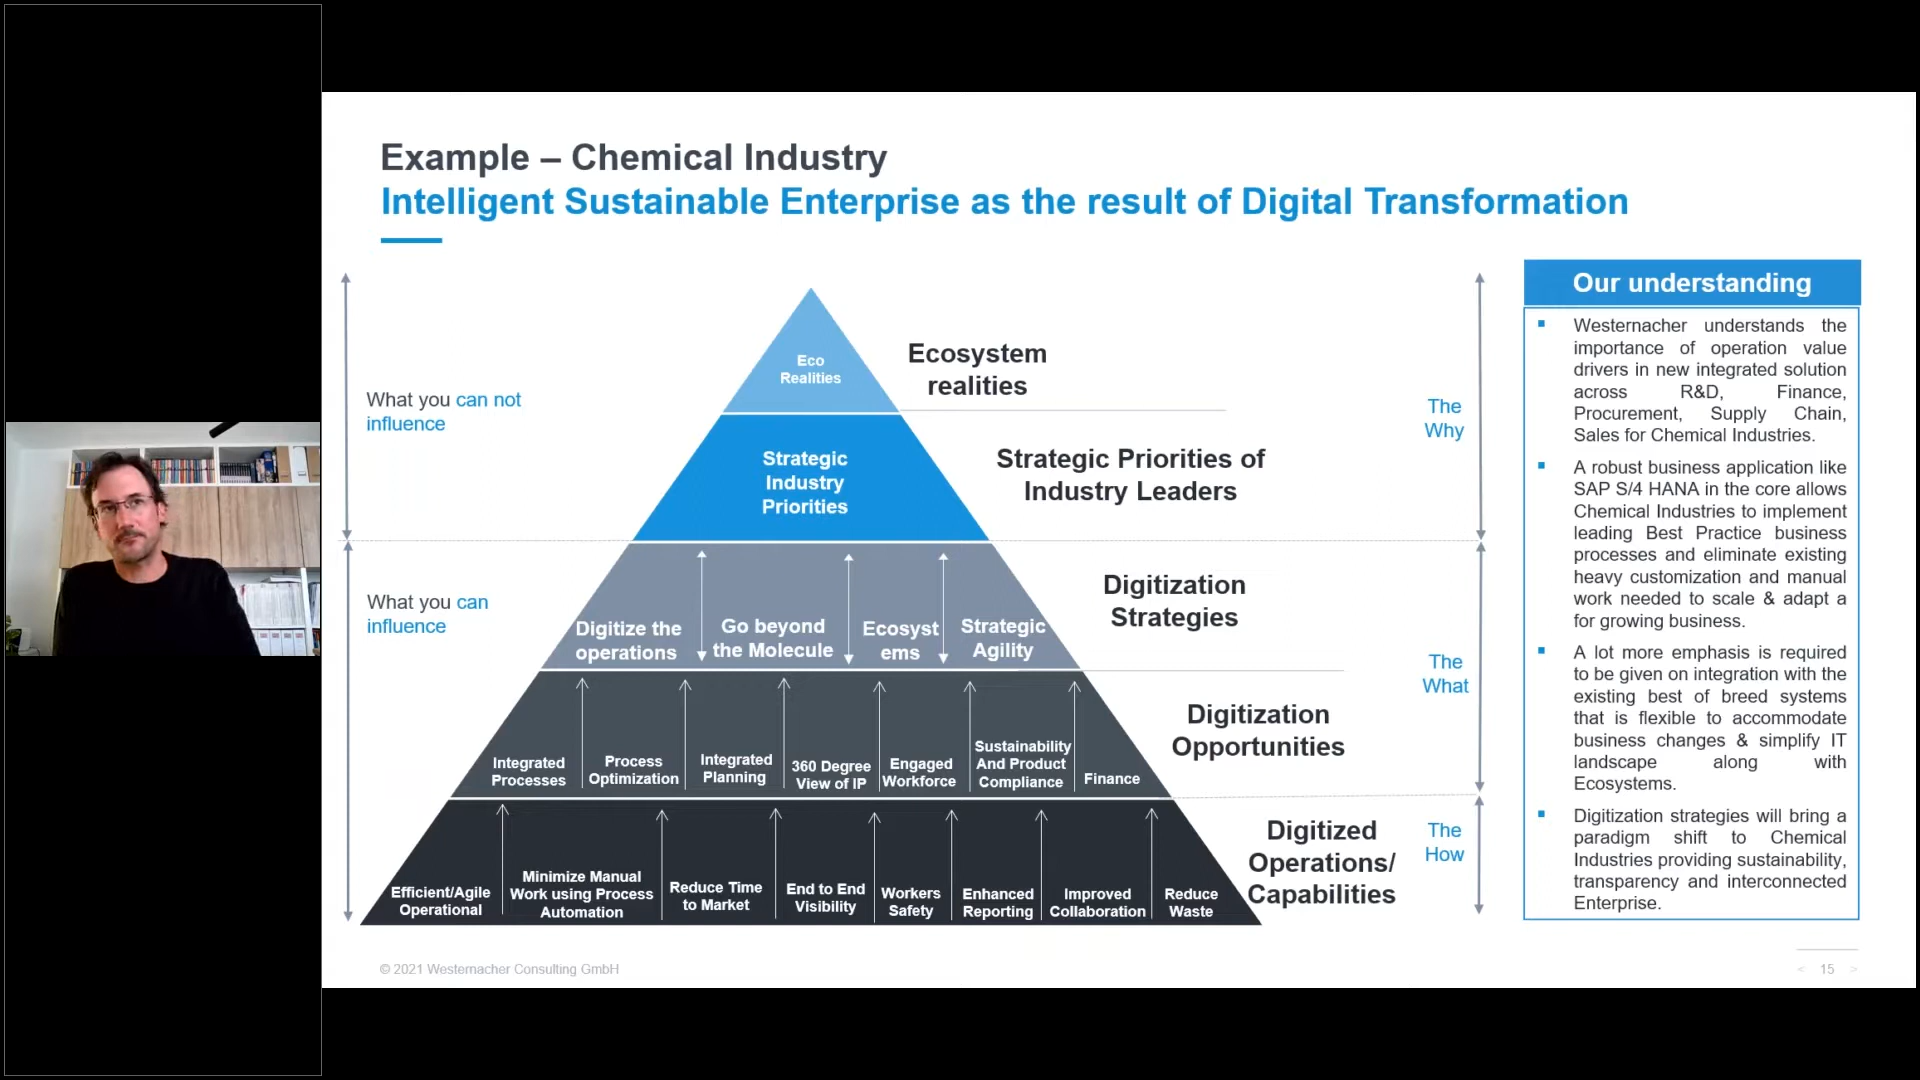 Example – Chemical Industry
Intelligent Sustainable Enterprise as the result of Digital Transformation
What you can not
influence
What you can
influence
Eco
Realities
Strategic
Industry
Priorities
Digitize the
operations
Go beyond
the Molecule
Ecosyst
ems
Strategic
Agility
Integrated
Processes
Process
Optimization
Integrated
Planning
360 Degree
View of IP
Engaged
Workforce
Sustainability
And Product
Compliance
Finance
Efficient/Agile
Operational
Minimize Manual
Work using Process
Automation
Reduce Time
to Market
End to End
Visibility
Workers
Safety
Enhanced
Reporting
Improved
Collaboration
Reduce
Waste
Ecosystem
realities
Strategic Priorities of
Industry Leaders
Digitization
Strategies
Digitization
Opportunities
Digitized
Operations/
Capabilities
The
Why
The
What
The
How
Our understanding
Westernacher understands the
importance of operation value
drivers in new integrated solution
across R&D, Finance,
Procurement, Supply Chain,
Sales for Chemical Industries.
A robust business application like
SAP S/4 HANA in the core allows
Chemical Industries to implement
leading Best Practice business
processes and eliminate existing
heavy customization and manual
work needed to scale & adapt a
for growing business.
A lot more emphasis is required
to be given on integration with the
existing best of breed systems
that is flexible to accommodate
business changes & simplify IT
landscape along with
Ecosystems.
Digitization strategies will bring a
paradigm shift to Chemical
Industries providing sustainability,
transparency and interconnected
Enterprise.
© 2021 Westernacher Consulting GmbH
< 15 >